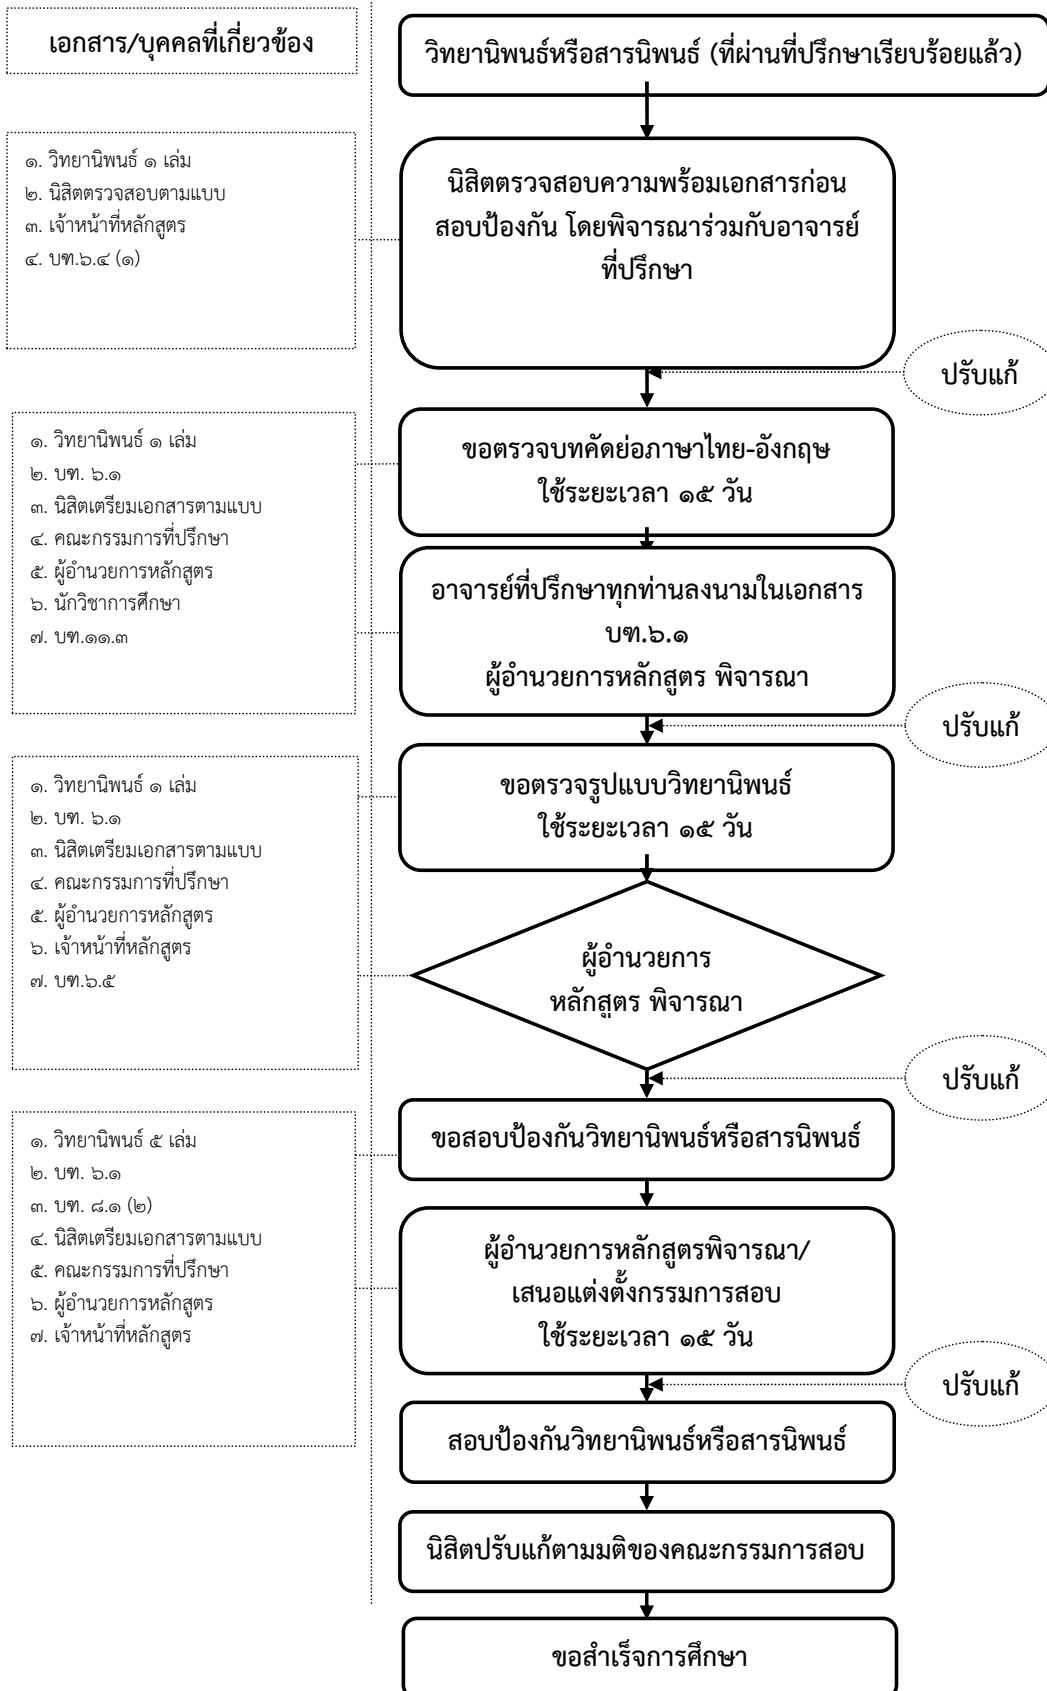 เอกสาร/บุคคลที่เกี่ยวข้อง
วิทยานิพนธ์หรือสารนิพนธ์ (ที่ผ่านที่ปรึกษาเรียบร้อยแล้ว)
๑. วิทยานิพนธ์ ๑ เล่ม
๒. นิสิตตรวจสอบตามแบบ
๓. เจ้าหน้าที่หลักสูตร
๔. บฑ.๖.๔ (๑)
นิสิตตรวจสอบความพร้อมเอกสารก่อน
สอบป้องกัน โดยพิจารณาร่วมกับอาจารย์
ที่ปรึกษา
ปรับแก้
๑. วิทยานิพนธ์ ๑ เล่ม
๒. บฑ. ๖.๑
๓. นิสิตเตรียมเอกสารตามแบบ
๔. คณะกรรมการที่ปรึกษา
๕. ผู้อำนวยการหลักสูตร
๖. นักวิชาการศึกษา
๗. บฑ.๑๑.๓
ขอตรวจบทคัดย่อภาษาไทย-อังกฤษ
ใช้ระยะเวลา ๑๕ วัน
อาจารย์ที่ปรึกษาทุกท่านลงนามในเอกสาร
บฑ.๖.๑
ผู้อำนวยการหลักสูตร พิจารณา
ปรับแก้
๑. วิทยานิพนธ์ ๑ เล่ม
๒. บฑ. ๖.๑
๓. นิสิตเตรียมเอกสารตามแบบ
๔. คณะกรรมการที่ปรึกษา
๕. ผู้อำนวยการหลักสูตร
๖. เจ้าหน้าที่หลักสูตร
๗. บฑ.๖.๕
ขอตรวจรูปแบบวิทยานิพนธ์
ใช้ระยะเวลา ๑๕ วัน
ผู้อำนวยการ
หลักสูตร พิจารณา
ปรับแก้
๑. วิทยานิพนธ์ ๕ เล่ม
๒. บฑ. ๖.๑
๓. บฑ. ๘.๑ (๒)
๔. นิสิตเตรียมเอกสารตามแบบ
๕. คณะกรรมการที่ปรึกษา
๖. ผู้อำนวยการหลักสูตร
๗. เจ้าหน้าที่หลักสูตร
ขอสอบป้องกันวิทยานิพนธ์หรือสารนิพนธ์
ผู้อำนวยการหลักสูตรพิจารณา/
เสนอแต่งตั้งกรรมการสอบ
ใช้ระยะเวลา ๑๕ วัน
ปรับแก้
สอบป้องกันวิทยานิพนธ์หรือสารนิพนธ์
นิสิตปรับแก้ตามมติของคณะกรรมการสอบ
ขอสำเร็จการศึกษา